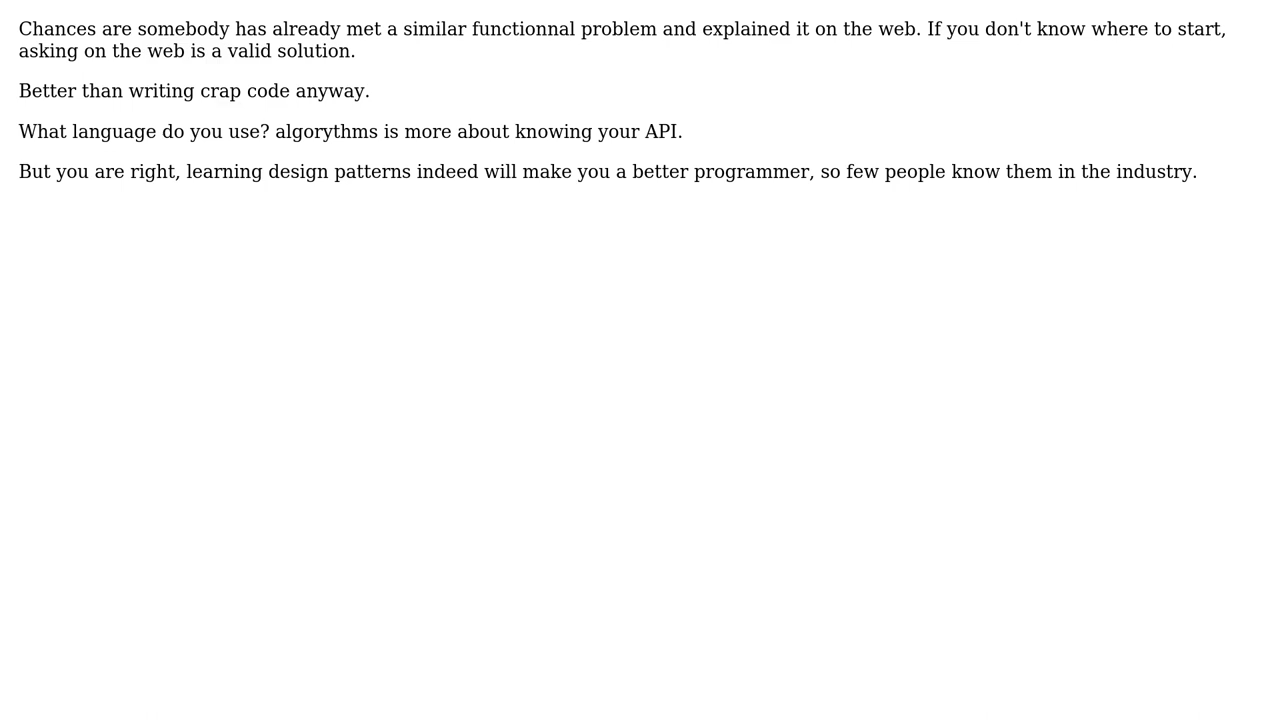 Chances are somebody has already met a similar functionnal problem and explained it on the web. If you don't know where to start,
asking on the web is a valid solution.
Better than writing crap code anyway.
What language do you use? algorythms is more about knowing your API.
But you are right, learning design patterns indeed will make you a better programmer, so few people know them in the industry.